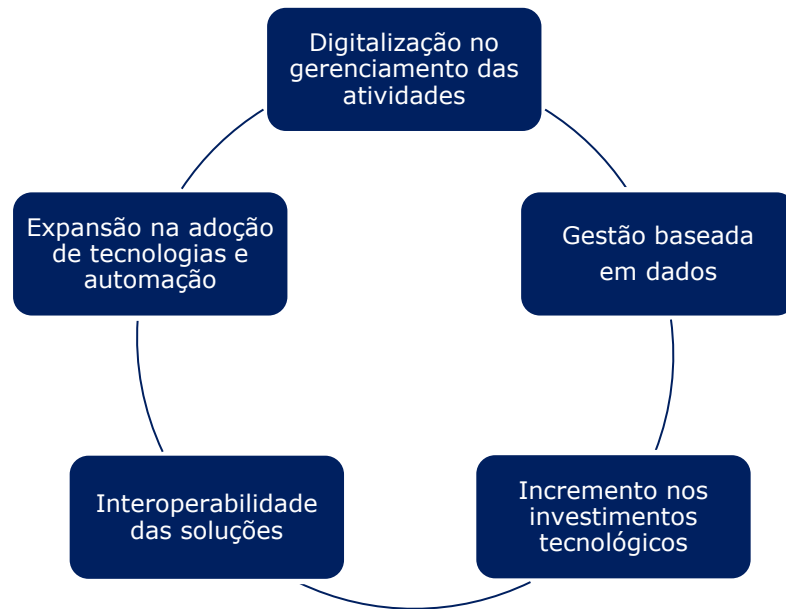 Digitalização no
gerenciamento das
atividades
Gestão baseada
em dados
Incremento nos
investimentos
tecnológicos
Interoperabilidade
das soluções
Expansão na adoção
de tecnologias e
automação